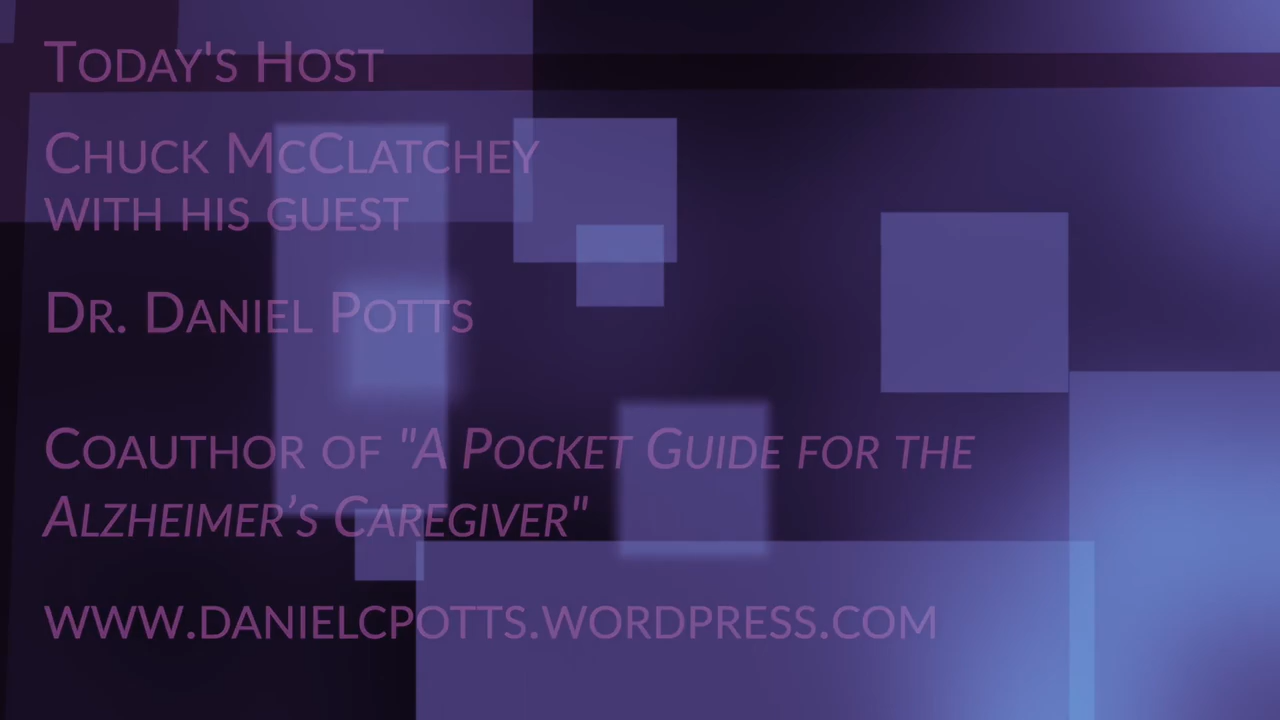 Today's Host
Chuck McClatchey
with his guest
Dr. Daniel Potts
Coauthor of "A Pocket Guide for the
Alzheimer’s Caregiver"
www.danielcpotts.wordpress.com